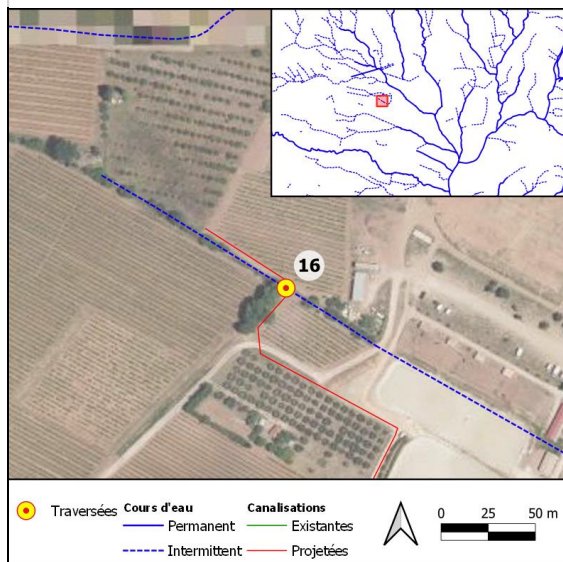 16
Traversées
Cours d'eau
Permanent
Intermittent
Canalisations
Existantes
Projetées
0 25 50 m